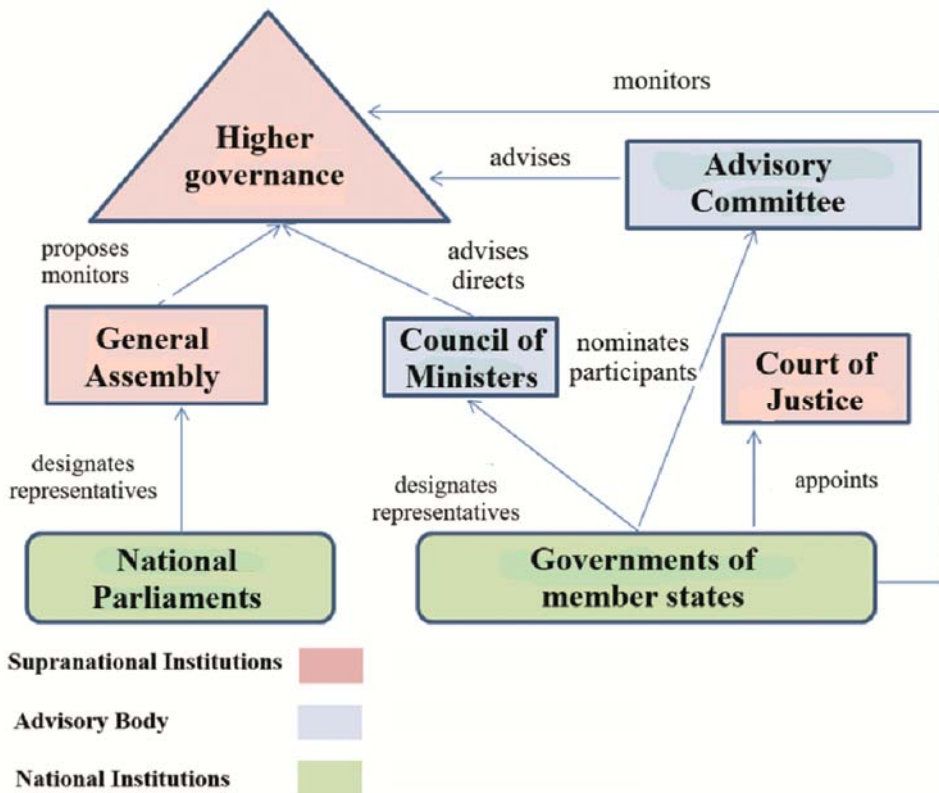 monitors
Higher
governance
advises
Advisory
Committee
proposes
monitors
advises
directs
General
Assembly
Council of
Ministers
nominates
participants
Court of
Justice
designates
representatives
designates
representatives
appoints
National
Parliaments
Governments of
member states
Supranational Institutions
Advisory Body
National Institutions